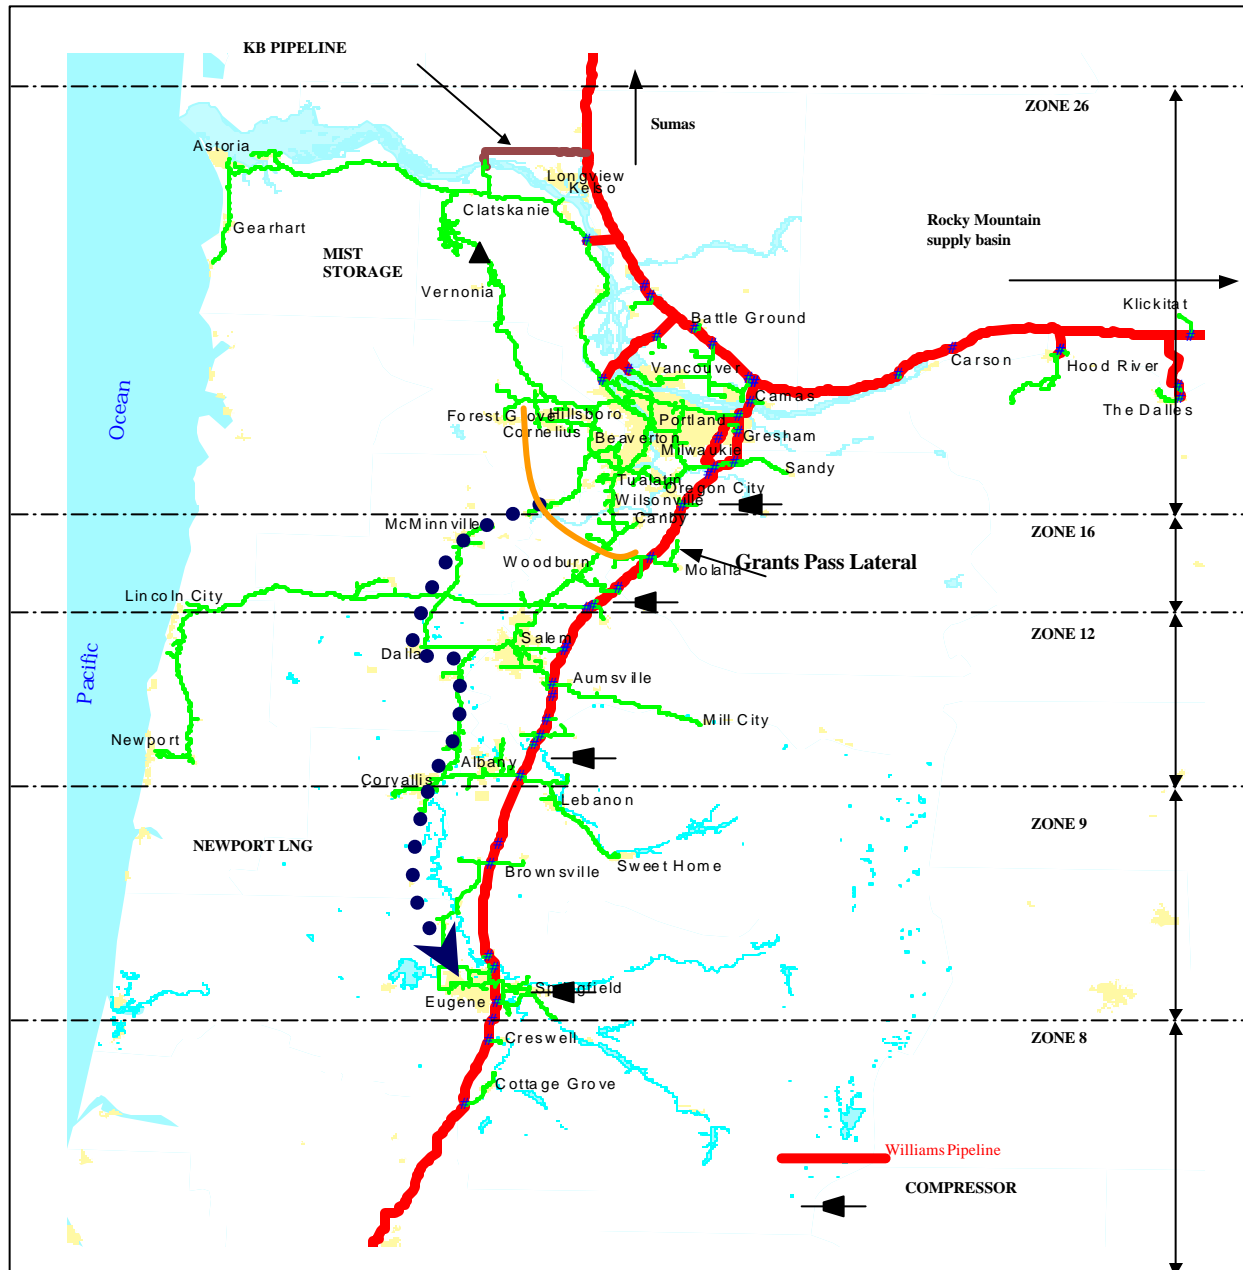 KB PIPELINE
ZONE 26
Sumas
Astoria
Longview
Kelso
Clatskanie
Gearhart
Rocky Mountain
supply basin
MIST
STORAGE
Vernonia
Klickitat
Battle Ground
Carson
Hood River
Vancouver
Camas
The Dalles
Ocean
Forest Grove
Hillsboro
Cornelius
Portland
Beaverton
Gresham
Milwaukie
Sandy
Tualatin
Oregon City
Wilsonville
McMinnville
Canby
ZONE 16
Woodburn
Molalla
Grants Pass Lateral
Lincoln City
ZONE 12
Salem
Dalla
Pacific
Aumsville
Mill City
Newport
Albany
Corvallis
Lebanon
ZONE 9
NEWPORT LNG
Sweet Home
Brownsville
Springfield
Eugene
Creswell
ZONE 8
Cottage Grove
Williams Pipeline
COMPRESSOR